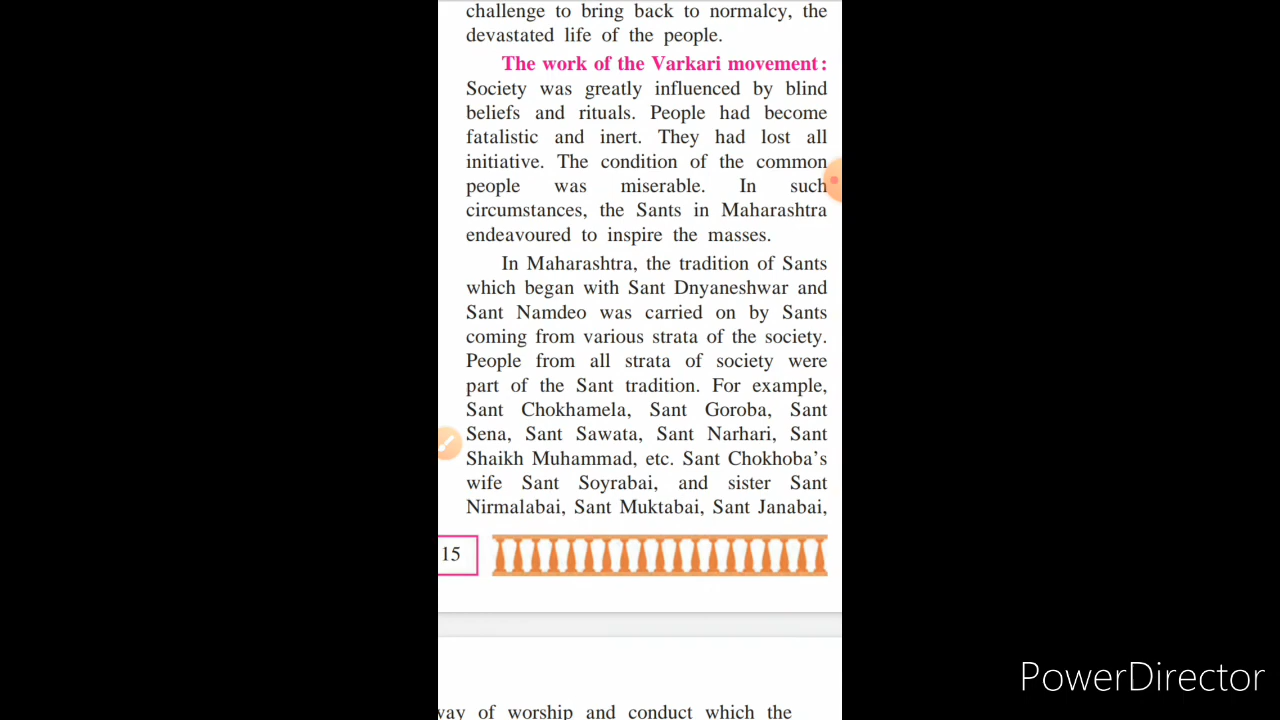 challenge to bring back to normalcy, the
devastated life of the people.
The work of the Varkari movement :
Society was greatly influenced by blind
beliefs and rituals. People had become
fatalistic and inert. They had lost all
initiative. The condition of the common
people was miserable. In such
circumstances, the Sants in Maharashtra
endeavoured to inspire the masses.
In Maharashtra, the tradition of Sants
which began with Sant Dnyaneshwar and
Sant Namdeo was carried on by Sants
coming from various strata of the society.
People from all strata of society were
part of the Sant tradition. For example,
Sant Chokhamela, Sant Goroba, Sant
Sena, Sant Sawata, Sant Narhari, Sant
Shaikh Muhammad, etc. Sant Chokhoba's
wife Sant Soyrabai, and sister Sant
Nirmalabai, Sant Muktabai, Sant Janabai,
15
of worship and conduct which the
PowerDirector